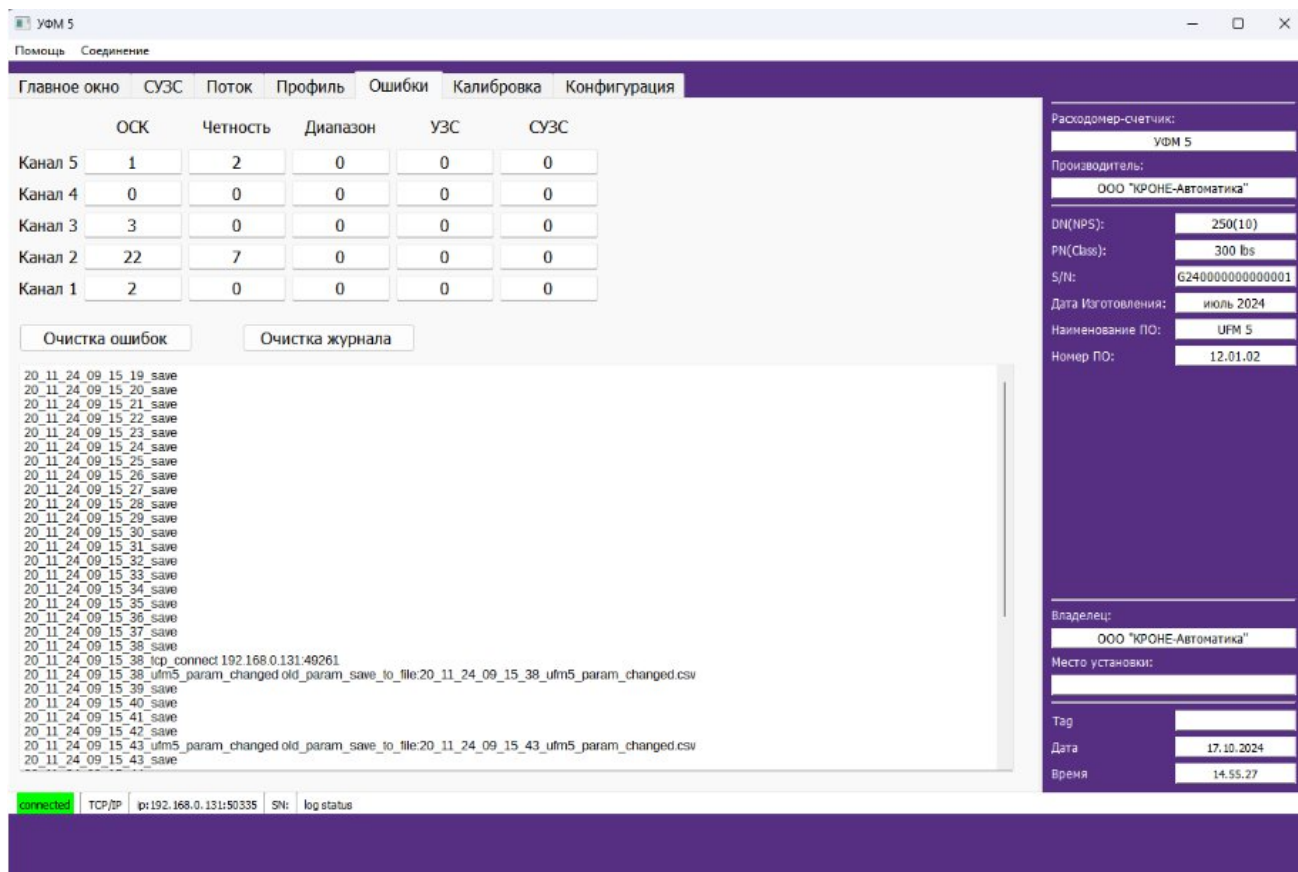 УФМ 5
Помощь Соединение
Главное окно СУЗС Поток Профиль Ошибки Калибровка Конфигурация
ОСК Четность Диапазон УЗС СУЗС
Канал 5 1 2 0 0 0
Канал 4 0 0 0 0 0
Канал 3 3 0 0 0 0
Канал 2 22 7 0 0 0
Канал 1 2 0 0 0 0
Очистка ошибок Очистка журнала
20_11_24_09_15_19_save
20_11_24_09_15_20_save
20_11_24_09_15_21_save
20_11_24_09_15_22_save
20_11_24_09_15_23_save
20_11_24_09_15_24_save
20_11_24_09_15_25_save
20_11_24_09_15_26_save
20_11_24_09_15_27_save
20_11_24_09_15_28_save
20_11_24_09_15_29_save
20_11_24_09_15_30_save
20_11_24_09_15_31_save
20_11_24_09_15_32_save
20_11_24_09_15_33_save
20_11_24_09_15_34_save
20_11_24_09_15_35_save
20_11_24_09_15_36_save
20_11_24_09_15_37_save
20_11_24_09_15_38_save
20_11_24_09_15_38_tcp_connect 192.168.0.131:49261
20_11_24_09_15_38_ufm5_param_changed old_param_save_to_file:20_11_24_09_15_38_ufm5_param_changed.csv
20_11_24_09_15_39_save
20_11_24_09_15_40_save
20_11_24_09_15_41_save
20_11_24_09_15_42_save
20_11_24_09_15_43_ufm5_param_changed old_param_save_to_file:20_11_24_09_15_43_ufm5_param_changed.csv
20_11_24_09_15_43_save
Расходомер-счетчик:
УФМ 5
Производитель:
ООО "КРОНЕ-Автоматика"
DN(NPS): 250(10)
PN(Class): 300 lbs
S/N: G240000000000001
Дата Изготовления: июль 2024
Наименование ПО: UFM 5
Номер ПО: 12.01.02
Владелец:
ООО "КРОНЕ-Автоматика"
Место установки:
Tag
Дата 17.10.2024
Время 14.55.27
connected TCP/IP ip:192.168.0.131:50335 SN: log status